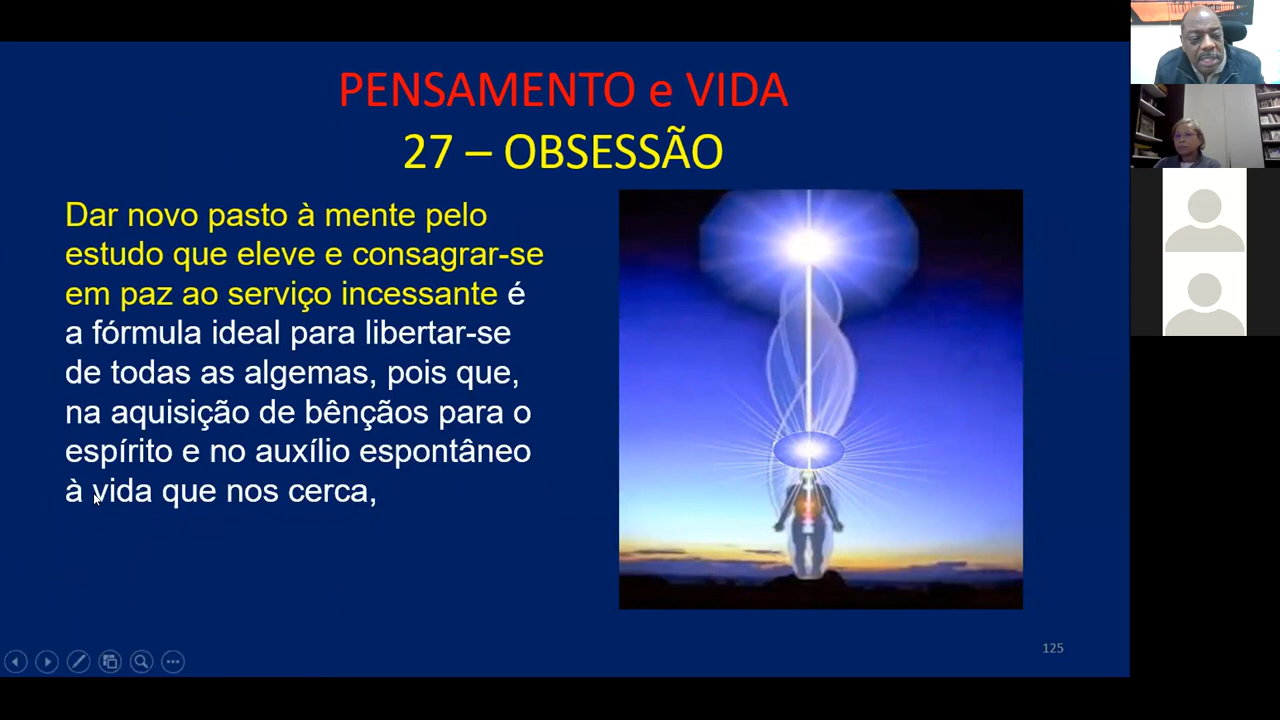 PENSAMENTO e VIDA
27 – OBSESSÃO
Dar novo pasto à mente pelo
estudo que eleve e consagrar-se
em paz ao serviço incessante é
a fórmula ideal para libertar-se
de todas as algemas, pois que,
na aquisição de bênçãos para o
espírito e no auxílio espontâneo
à vida que nos cerca,
125